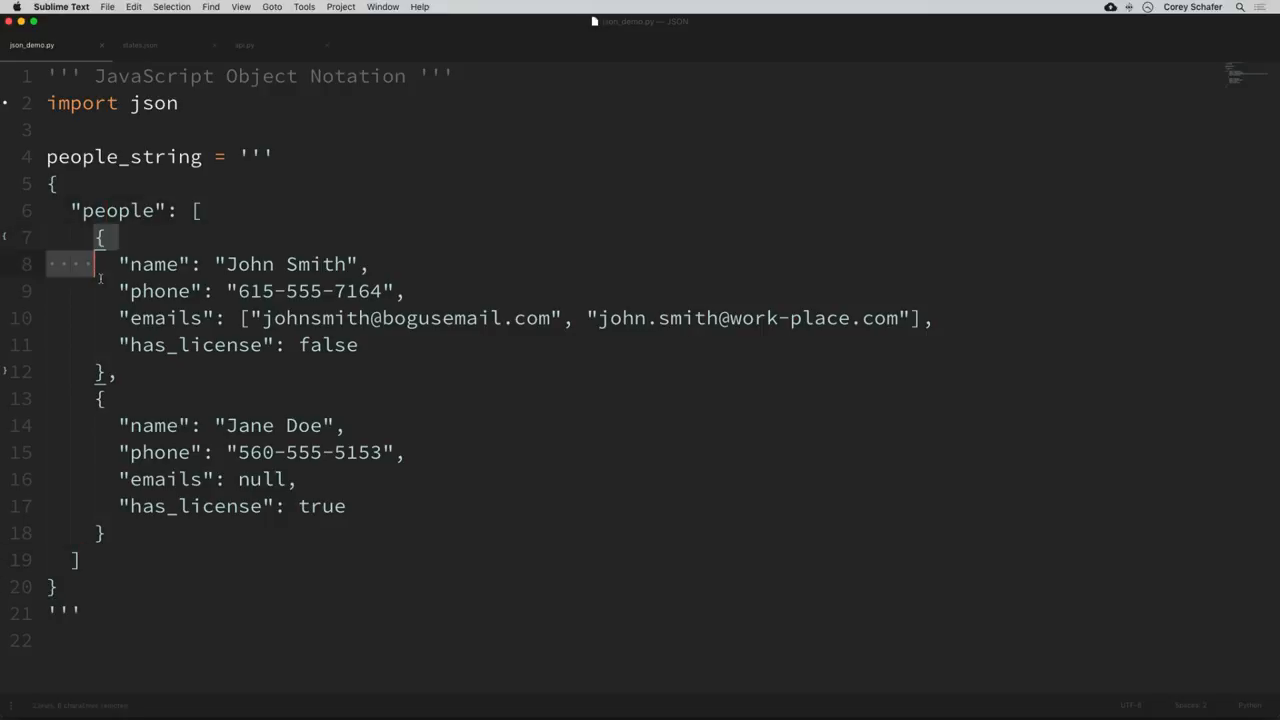 Sublime Text File Edit Selection Find View Goto Tools Project Window Help Corey Schafer
json_demo.py — JSON
json_demo.py states.json api.py
1 ''' JavaScript Object Notation '''
2 import json
3
4 people_string = '''
5 {
6 "people": [
7 {
8 "name": "John Smith",
9 "phone": "615-555-7164",
10 "emails": ["johnsmith@bogusemail.com", "john.smith@work-place.com"],
11 "has_license": false
12 },
13 {
14 "name": "Jane Doe",
15 "phone": "560-555-5153",
16 "emails": null,
17 "has_license": true
18 }
19 ]
20 }
21 '''
22
UTF-8 Spaces: 2 Python